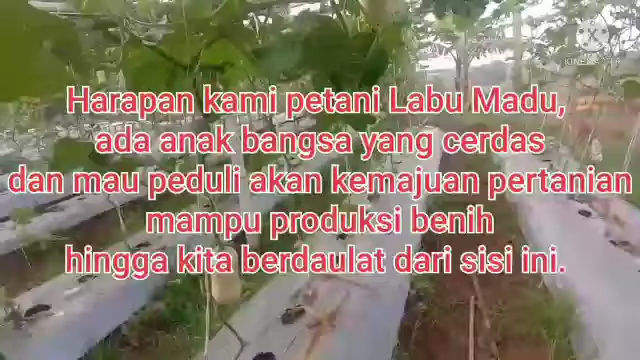 KINEMASTER
Harapan kami petani Labu Madu,
ada anak bangsa yang cerdas
dan mau peduli akan kemajuan pertanian
mampu produksi benih
hingga kita berdaulat dari sisi ini.